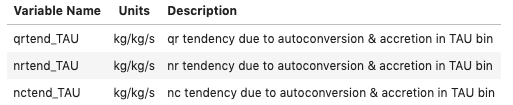 Variable Name Units Description
qrtend_TAU kg/kg/s qr tendency due to autoconversion & accretion in TAU bin
nrtend_TAU kg/kg/s nr tendency due to autoconversion & accretion in TAU bin
nctend_TAU kg/kg/s nc tendency due to autoconversion & accretion in TAU bin